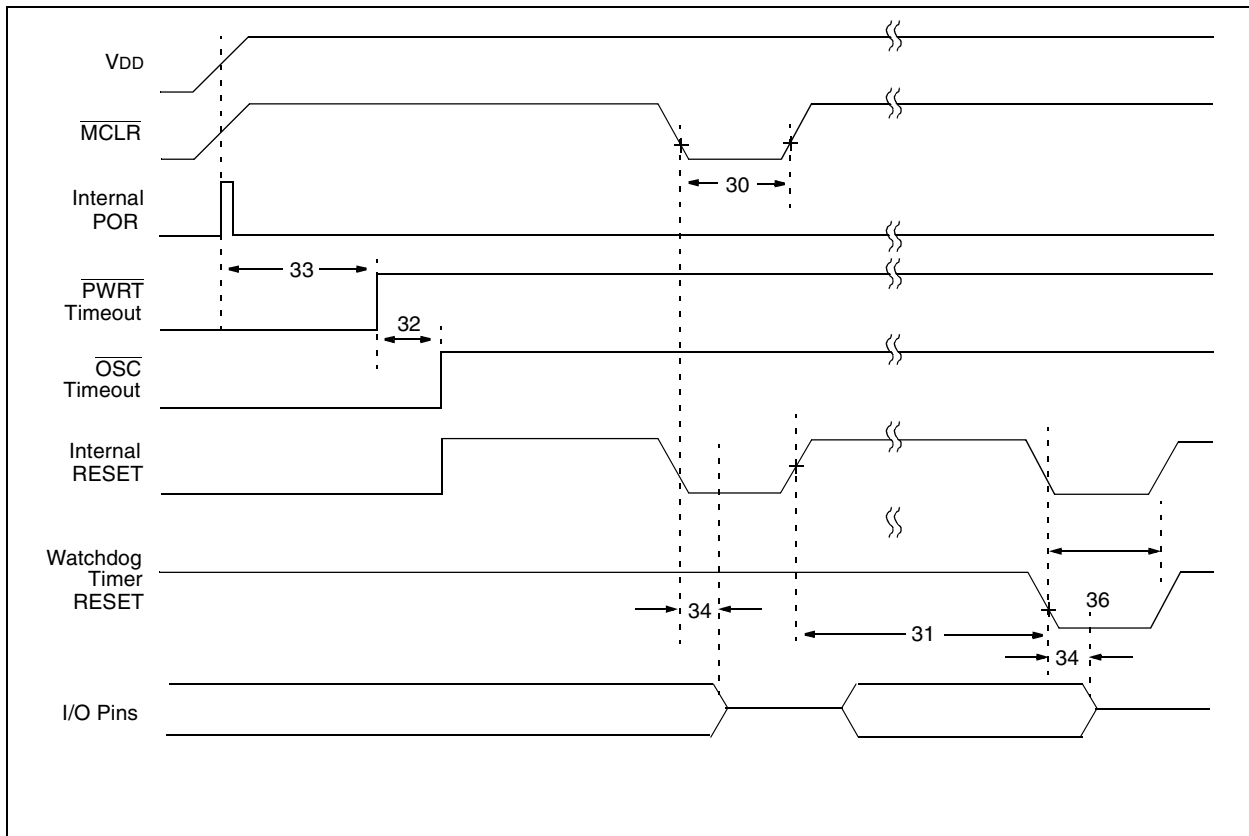 VDD
MCLR
30
Internal
POR
33
PWRT
Timeout
32
OSC
Timeout
Internal
RESET
Watchdog
Timer
RESET
34
36
31
34
I/O Pins